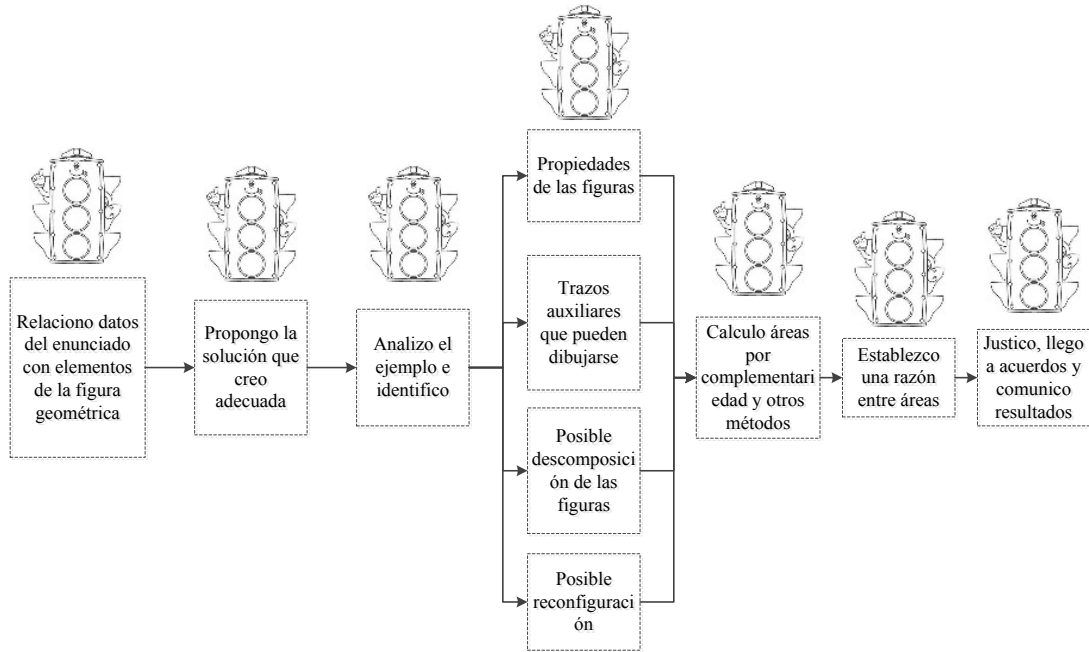 Relaciono datos
del enunciado
con elementos
de la figura
geométrica
Propongo la
solución que
creo
adecuada
Analizo el
ejemplo e
identifico
Propiedades
de las figuras
Trazos
auxiliares
que pueden
dibujarse
Posible
descomposici
ón de las
figuras
Posible
reconfiguraci
ón
Calculo áreas
por
complementari
edad y otros
métodos
Establezco
una razón
entre áreas
Justico, llego
a acuerdos y
comunico
resultados